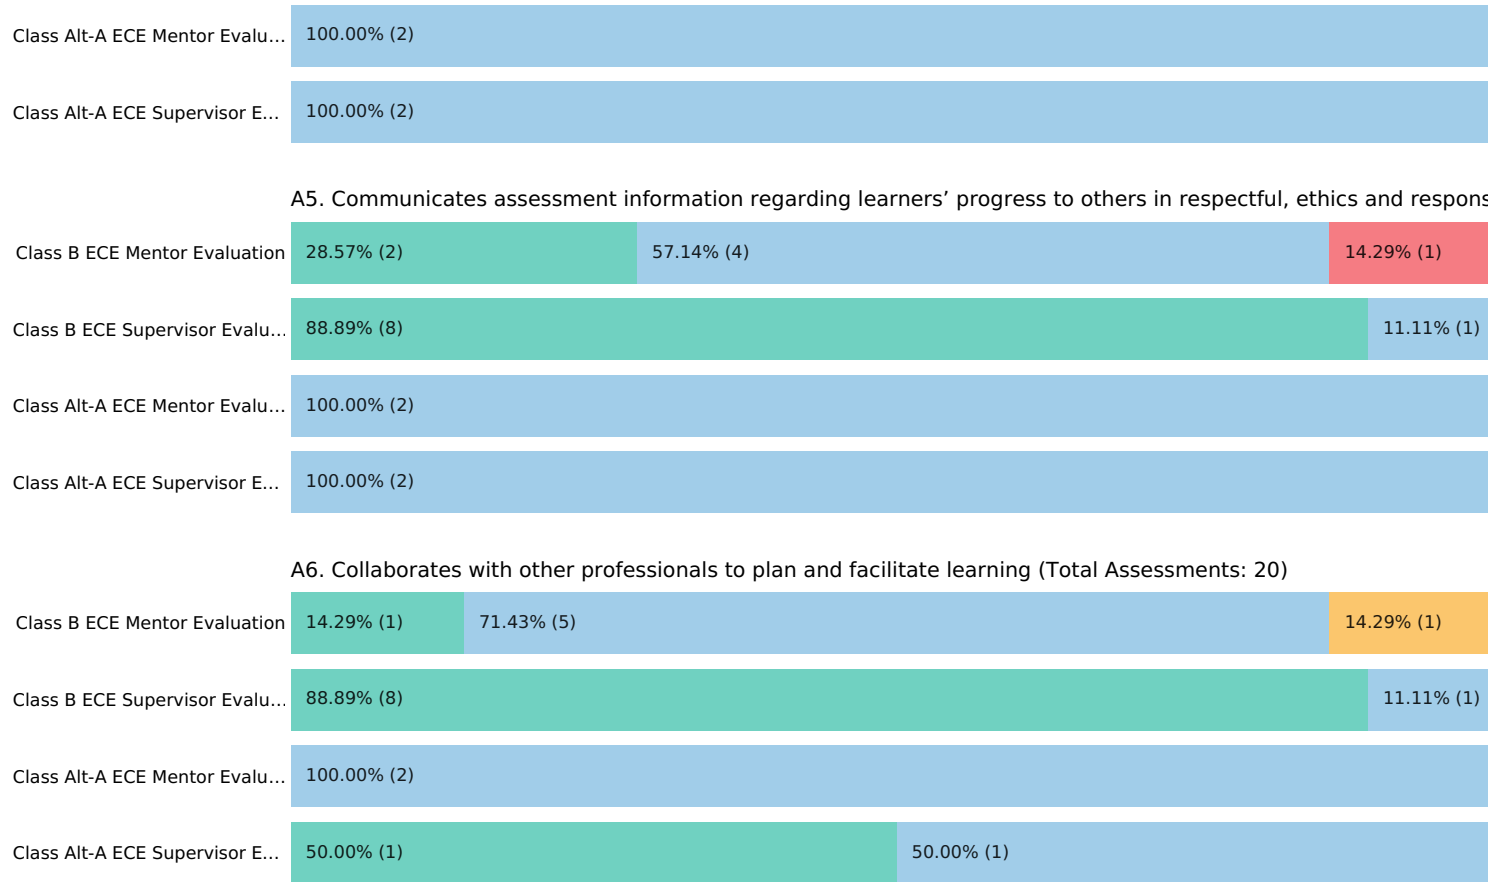 Class Alt-A ECE Mentor Evalu... 100.00% (2)
Class Alt-A ECE Supervisor E... 100.00% (2)
A5. Communicates assessment information regarding learners’ progress to others in respectful, ethics and respons
Class B ECE Mentor Evaluation 28.57% (2) 57.14% (4) 14.29% (1)
Class B ECE Supervisor Evalu... 88.89% (8) 11.11% (1)
Class Alt-A ECE Mentor Evalu... 100.00% (2)
Class Alt-A ECE Supervisor E... 100.00% (2)
A6. Collaborates with other professionals to plan and facilitate learning (Total Assessments: 20)
Class B ECE Mentor Evaluation 14.29% (1) 71.43% (5) 14.29% (1)
Class B ECE Supervisor Evalu... 88.89% (8) 11.11% (1)
Class Alt-A ECE Mentor Evalu... 100.00% (2)
Class Alt-A ECE Supervisor E... 50.00% (1) 50.00% (1)